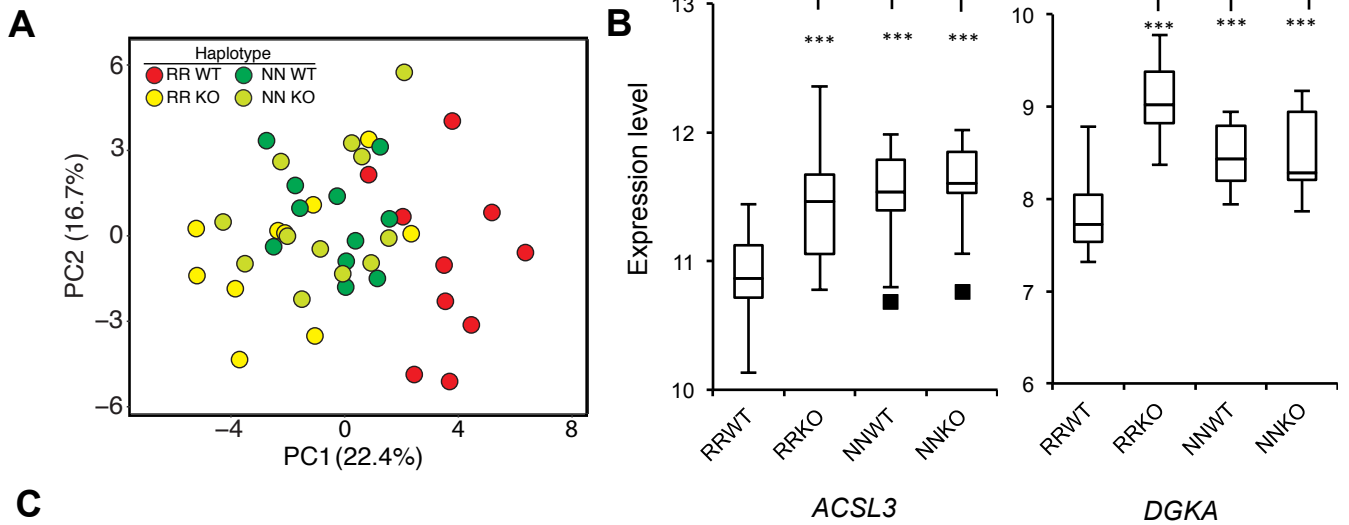 A
Haplotype
RR WT NN WT
RR KO NN KO
6
3
0
−3
−6
PC2 (16.7%)
−4 0 4 8
PC1 (22.4%)
B
Expression level
13
12
11
10
*** *** ***
RRWT RRKO NNWT NNKO
ACSL3
10
9
8
7
6
*** *** ***
RRWT RRKO NNWT NNKO
DGKA
C